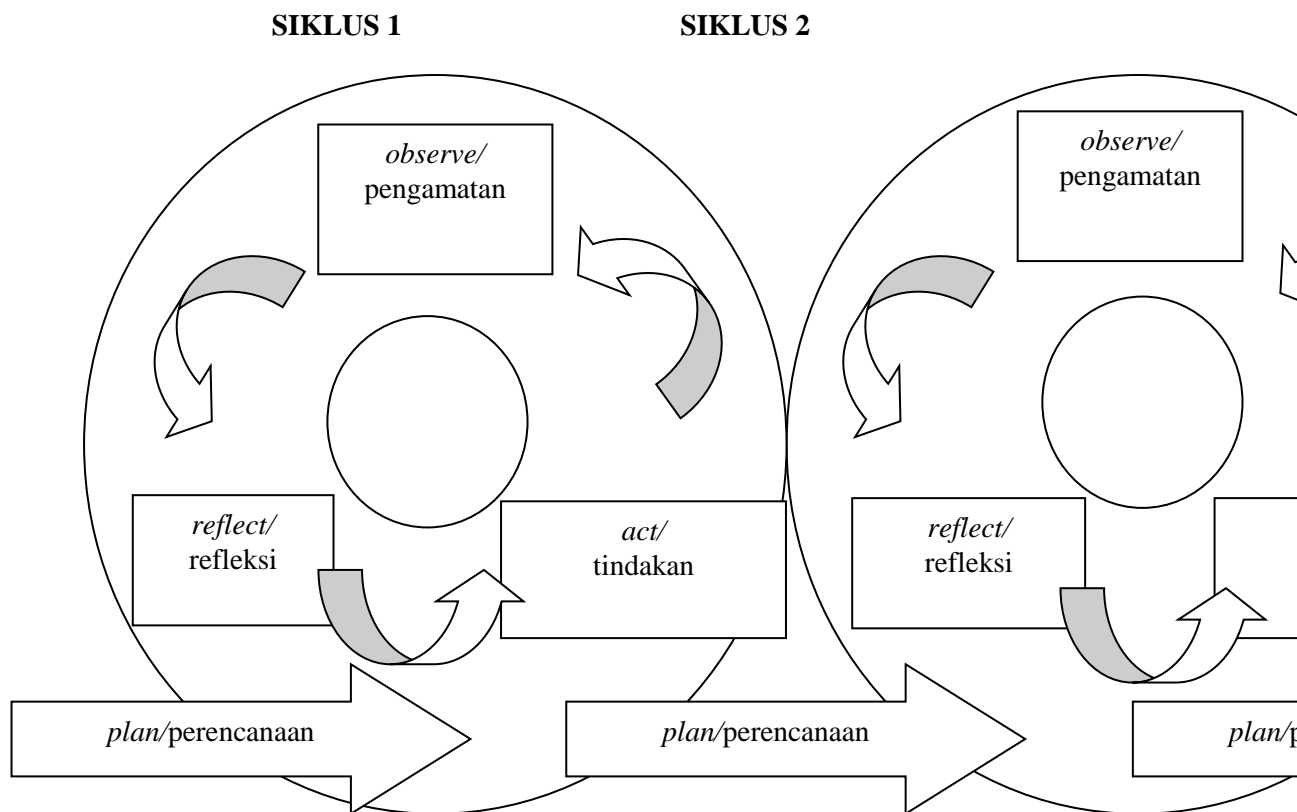 SIKLUS 1
SIKLUS 2
observe/
pengamatan
observe/
pengamatan
reflect/
refleksi
act/
tindakan
reflect/
refleksi
plan/perencanaan
plan/perencanaan
plan/